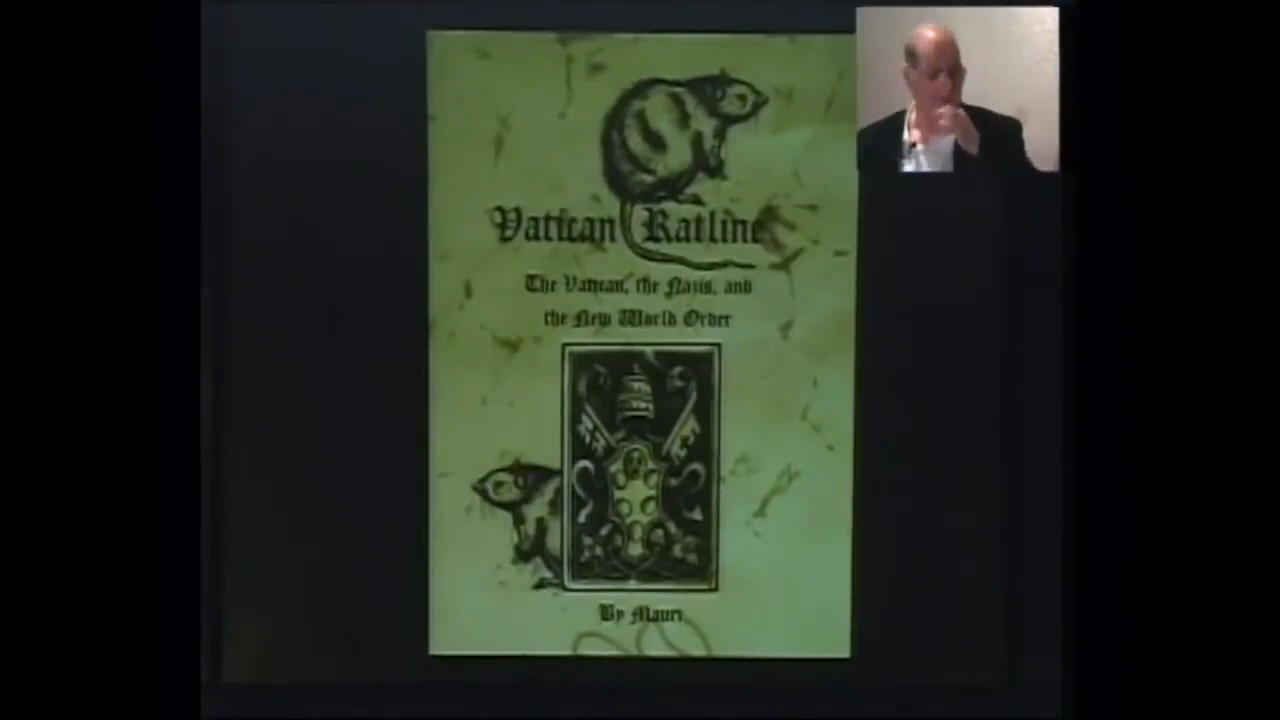 Vatican Ratline
The Vatican, the Nazis, and
the New World Order
By Mauri